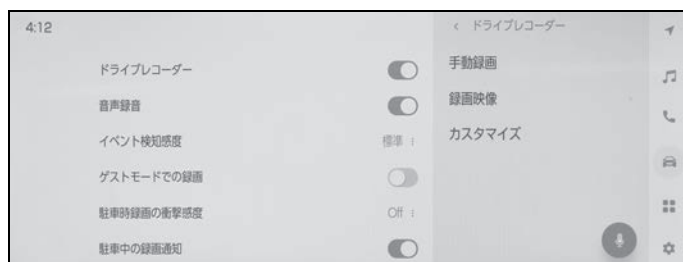 4:12
ドライブレコーダー
音声録音
イベント検知感度 標準
ゲストモードでの録画
駐車時録画の衝撃感度 Off
駐車中の録画通知
< ドライブレコーダー
手動録画
録画映像
カスタマイズ